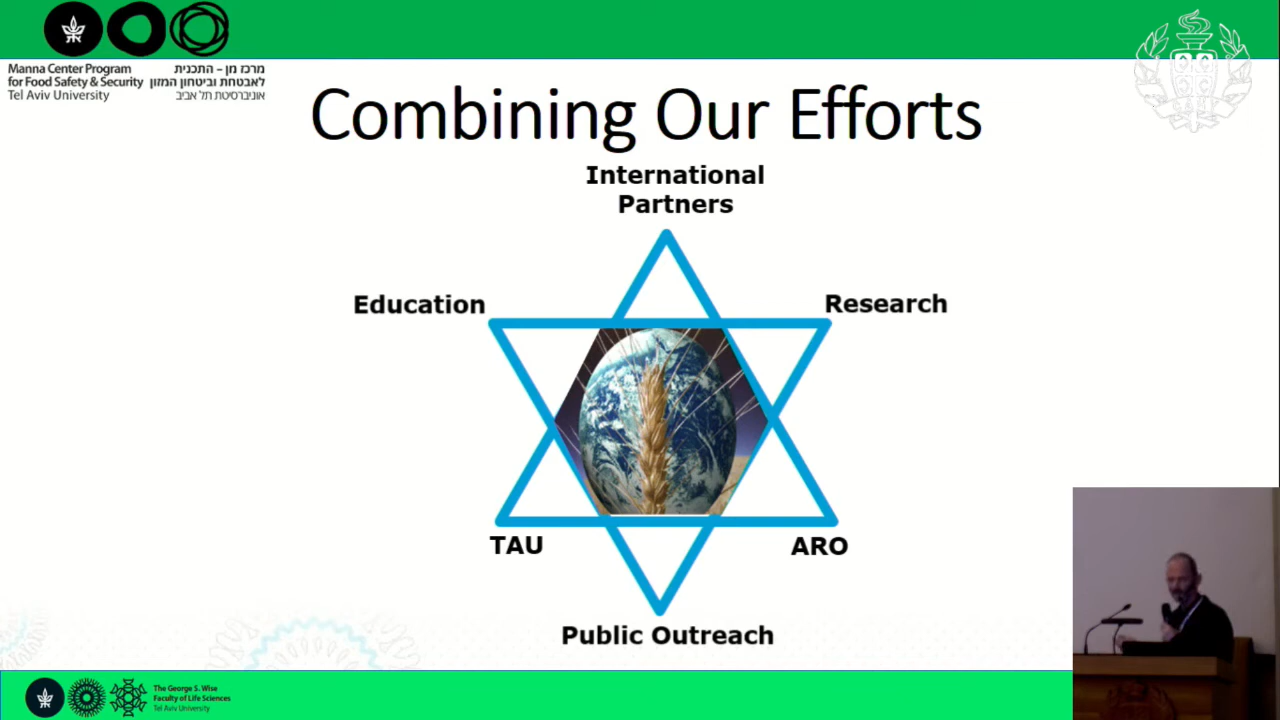 Manna Center Program
for Food Safety & Security
Tel Aviv University
מרכז מן – התכנית
לאבטחת וביטחון המזון
אוניברסיטת תל אביב
Combining Our Efforts
International
Partners
Education
Research
TAU
ARO
Public Outreach
The George S. Wise
Faculty of Life Sciences
Tel Aviv University